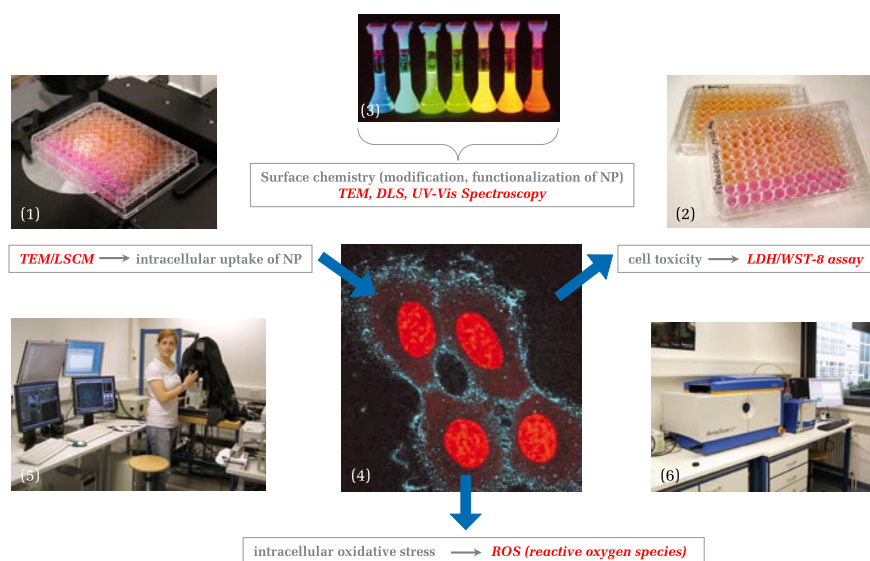 (3)
Surface chemistry (modification, functionalization of NP)
TEM, DLS, UV-Vis Spectroscopy
(1)
(2)
TEM/LSCM → intracellular uptake of NP
cell toxicity → LDH/WST-8 assay
(5)
(4)
(6)
intracellular oxidative stress → ROS (reactive oxygen species)